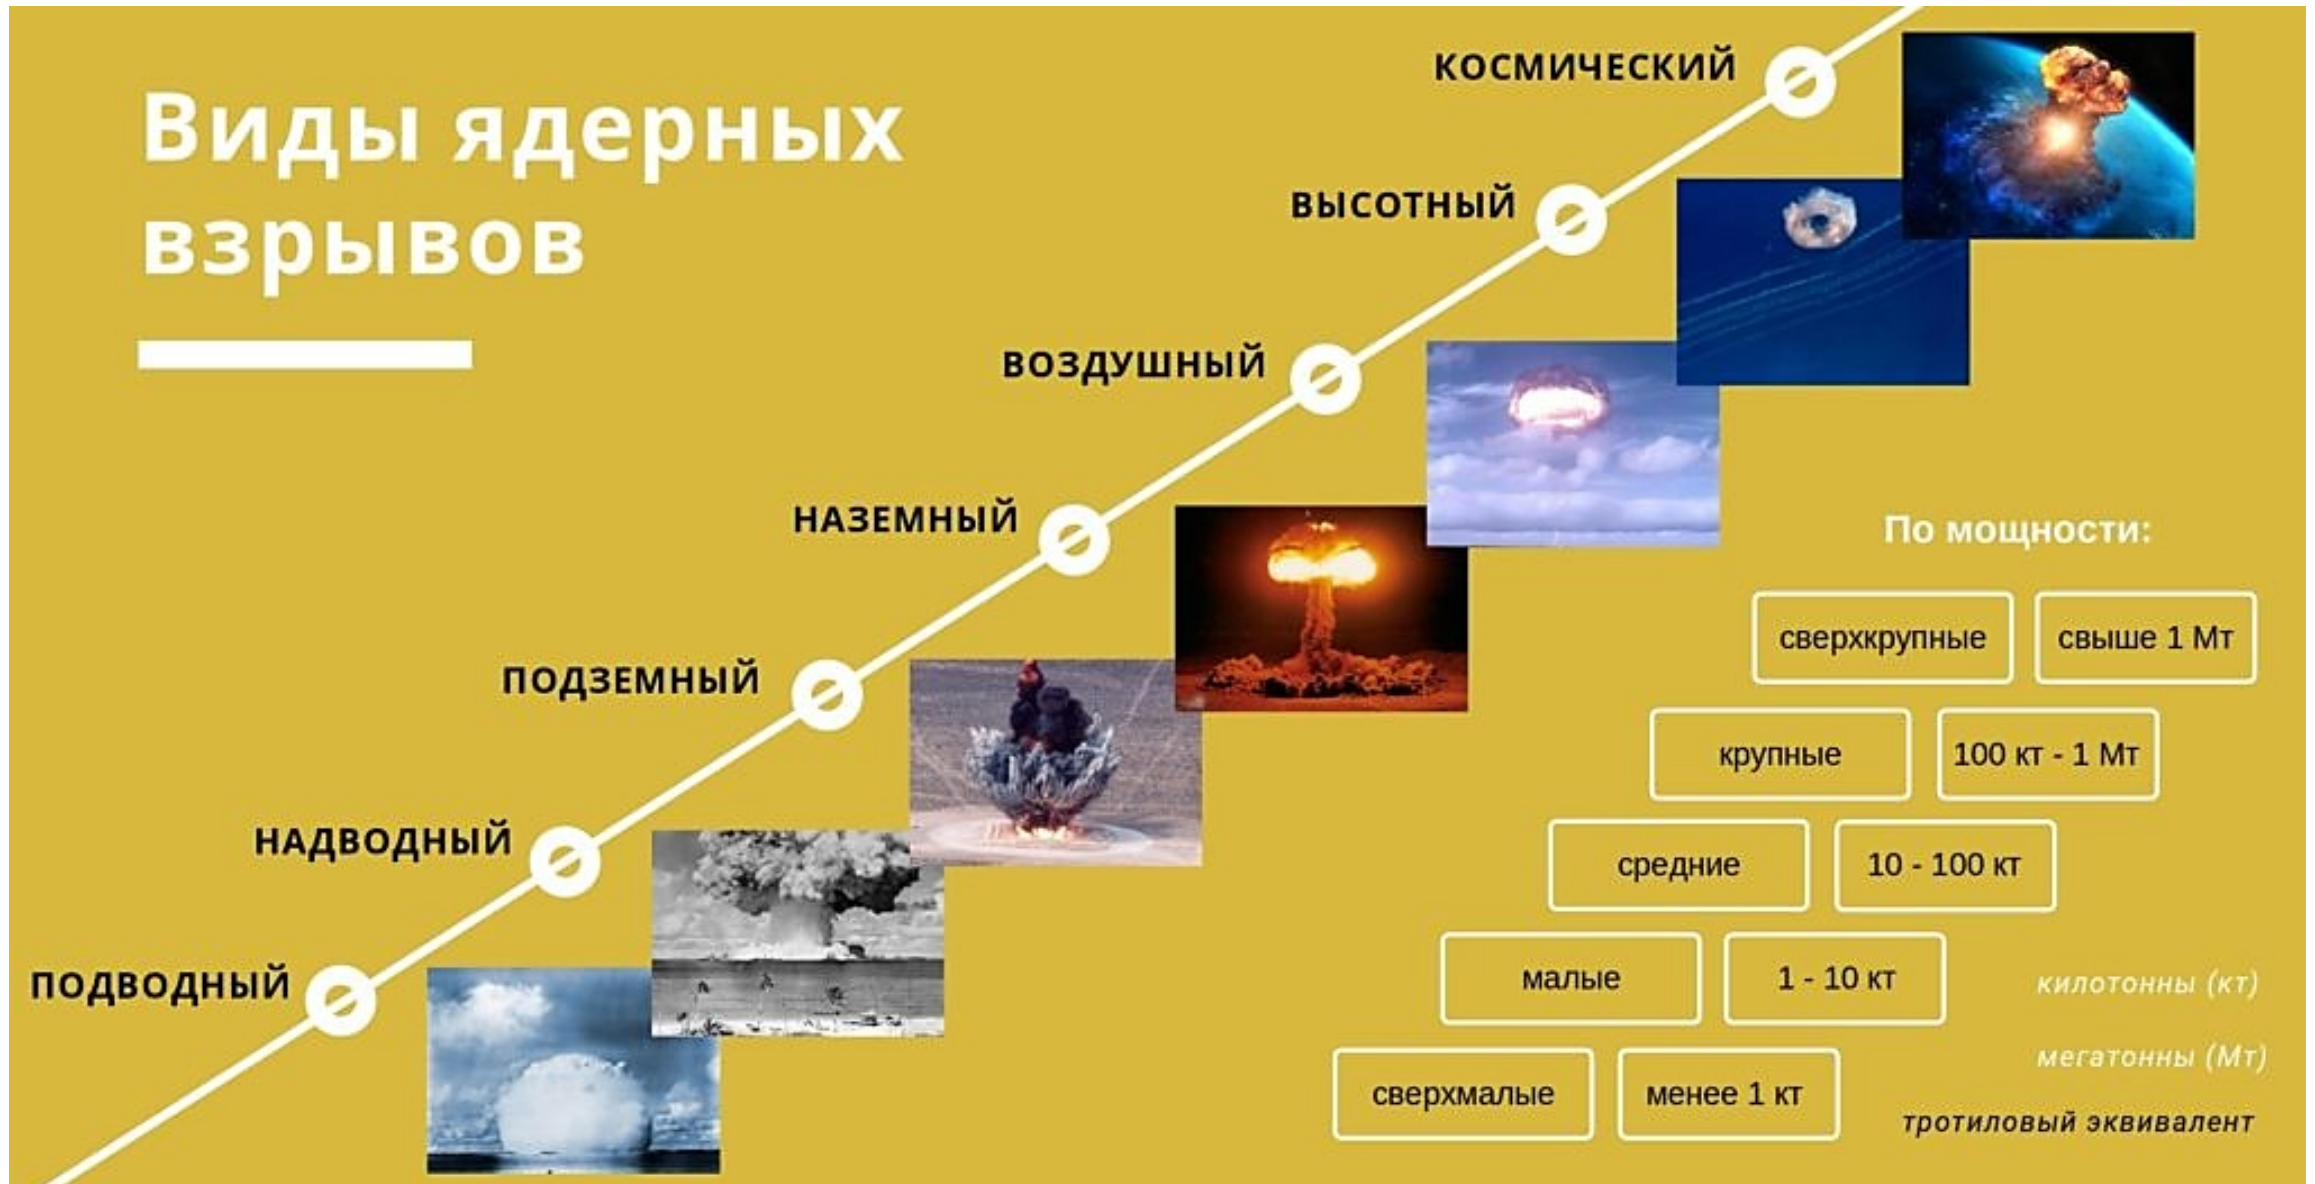 Виды ядерных
взрывов
КОСМИЧЕСКИЙ
ВЫСОТНЫЙ
ВОЗДУШНЫЙ
НАЗЕМНЫЙ
ПОДЗЕМНЫЙ
НАДВОДНЫЙ
ПОДВОДНЫЙ
По мощности:
сверхкрупные свыше 1 Мт
крупные 100 кт - 1 Мт
средние 10 - 100 кт
малые 1 - 10 кт
сверхмалые менее 1 кт
килотонны (кт)
мегатонны (Мт)
тротиловый эквивалент